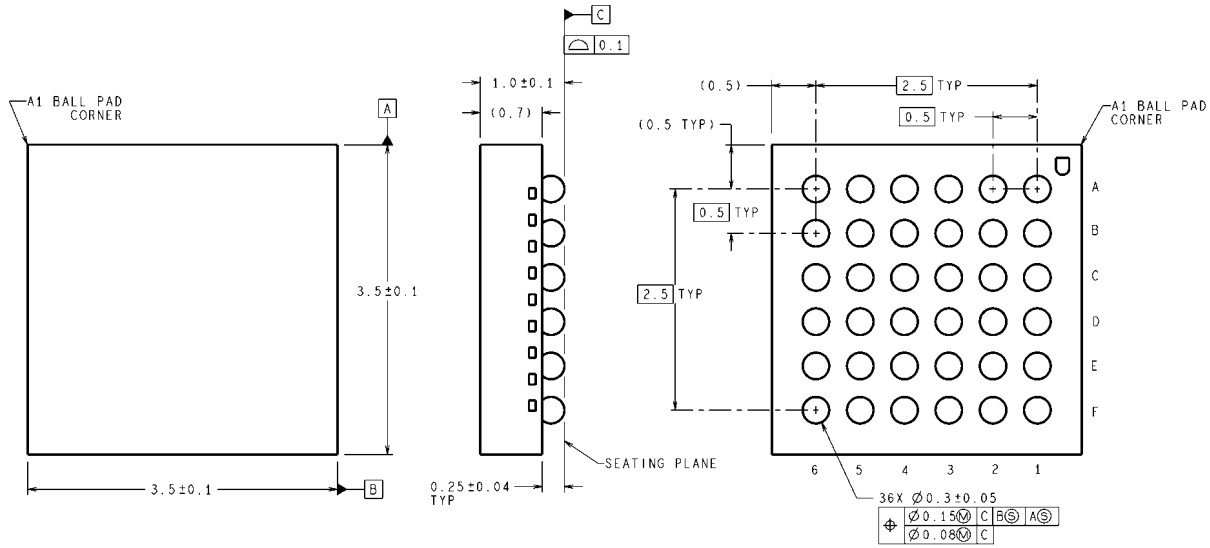 A1 BALL PAD
CORNER
A
3.5±0.1
3.5±0.1
B
C
⌓ 0.1
1.0±0.1
(0.7)
0.25±0.04
TYP
SEATING PLANE
(0.5)
2.5 TYP
0.5 TYP
(0.5 TYP)
A1 BALL PAD
CORNER
0.5 TYP
2.5 TYP
A
B
C
D
E
F
6 5 4 3 2 1
36X Ø0.3±0.05
⌖ Ø0.15Ⓜ C BⓈ AⓈ
Ø0.08Ⓜ C